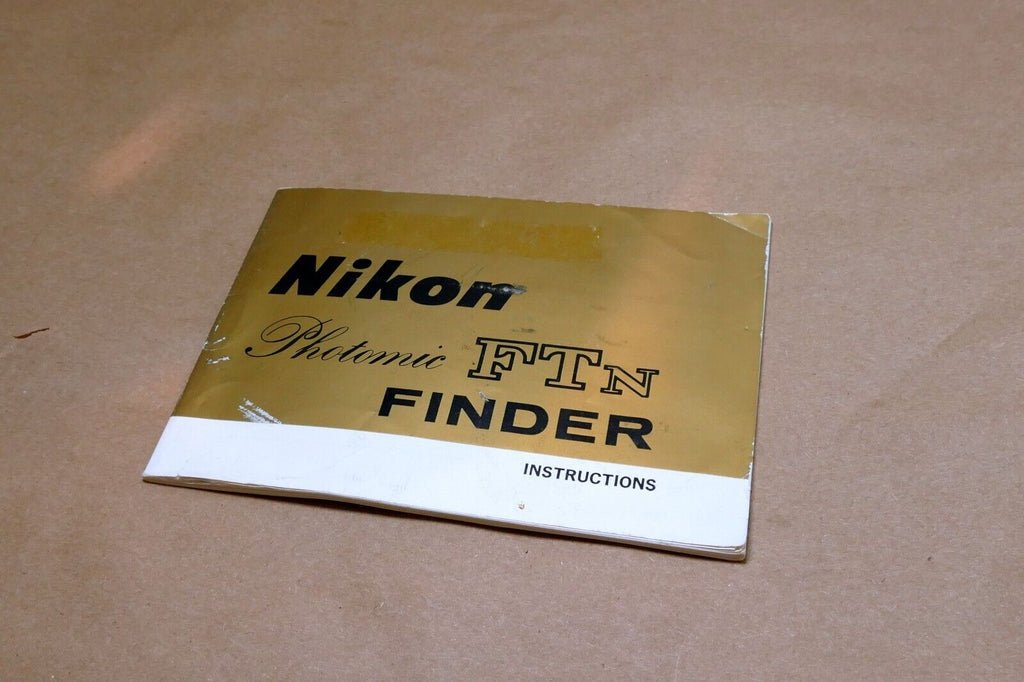 Nikon
Photomic FTN
FINDER
INSTRUCTIONS